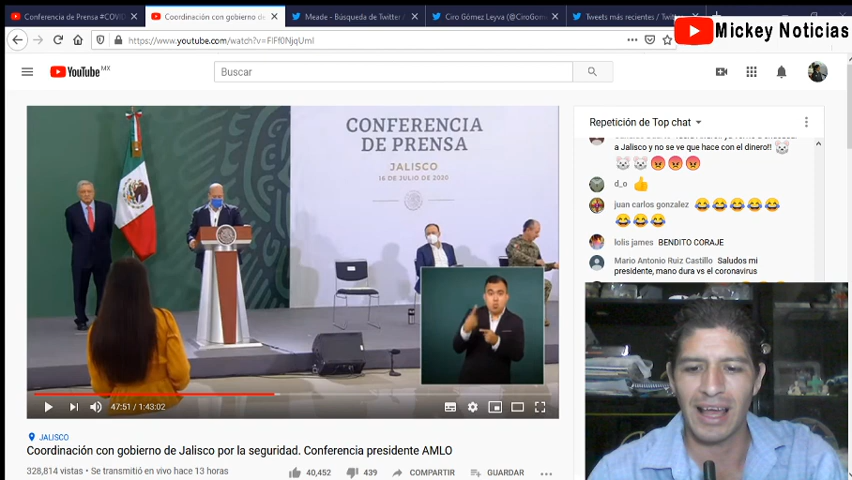 Conferencia de Prensa #COVID
Coordinación con gobierno de
Meade - Búsqueda de Twitter /
Ciro Gómez Leyva (@CiroGome
Tweets más recientes / Twitt
Mickey Noticias
https://www.youtube.com/watch?v=
YouTube MX
Buscar
CONFERENCIA
DE PRENSA
JALISCO
16 DE JULIO DE 2020
47:51 / 1:43:02
JALISCO
Coordinación con gobierno de Jalisco por la seguridad. Conferencia presidente AMLO
328,814 vistas • Se transmitió en vivo hace 13 horas
40,452
439
COMPARTIR
GUARDAR
Repetición de Top chat
a Jalisco y no se ve que hace con el dinero!!
d_o
juan carlos gonzalez
lolis james BENDITO CORAJE
Mario Antonio Ruiz Castillo Saludos mi
presidente, mano dura vs el coronavirus